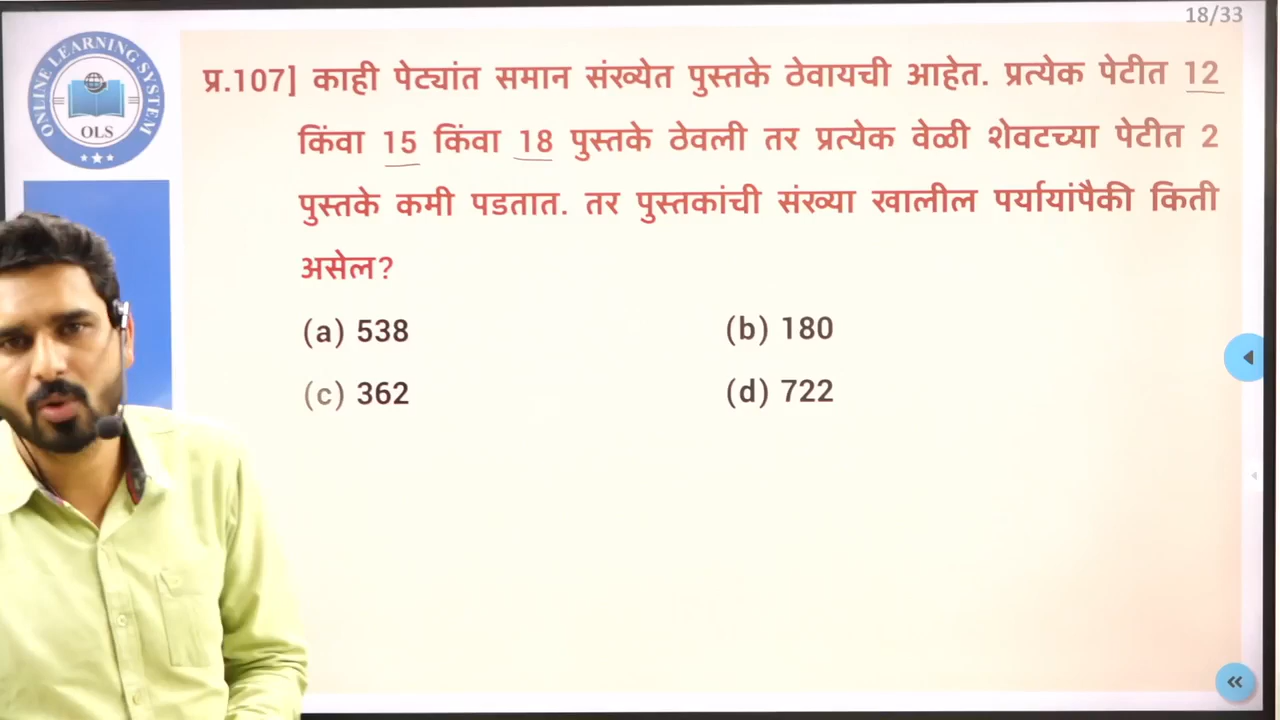 18/33
ONLINE LEARNING SYSTEM
OLS
प्र.107] काही पेट्यांत समान संख्येत पुस्तके ठेवायची आहेत. प्रत्येक पेटीत 12
किंवा 15 किंवा 18 पुस्तके ठेवली तर प्रत्येक वेळी शेवटच्या पेटीत 2
पुस्तके कमी पडतात. तर पुस्तकांची संख्या खालील पर्यायांपैकी किती
असेल?
(a) 538 (b) 180
(c) 362 (d) 722